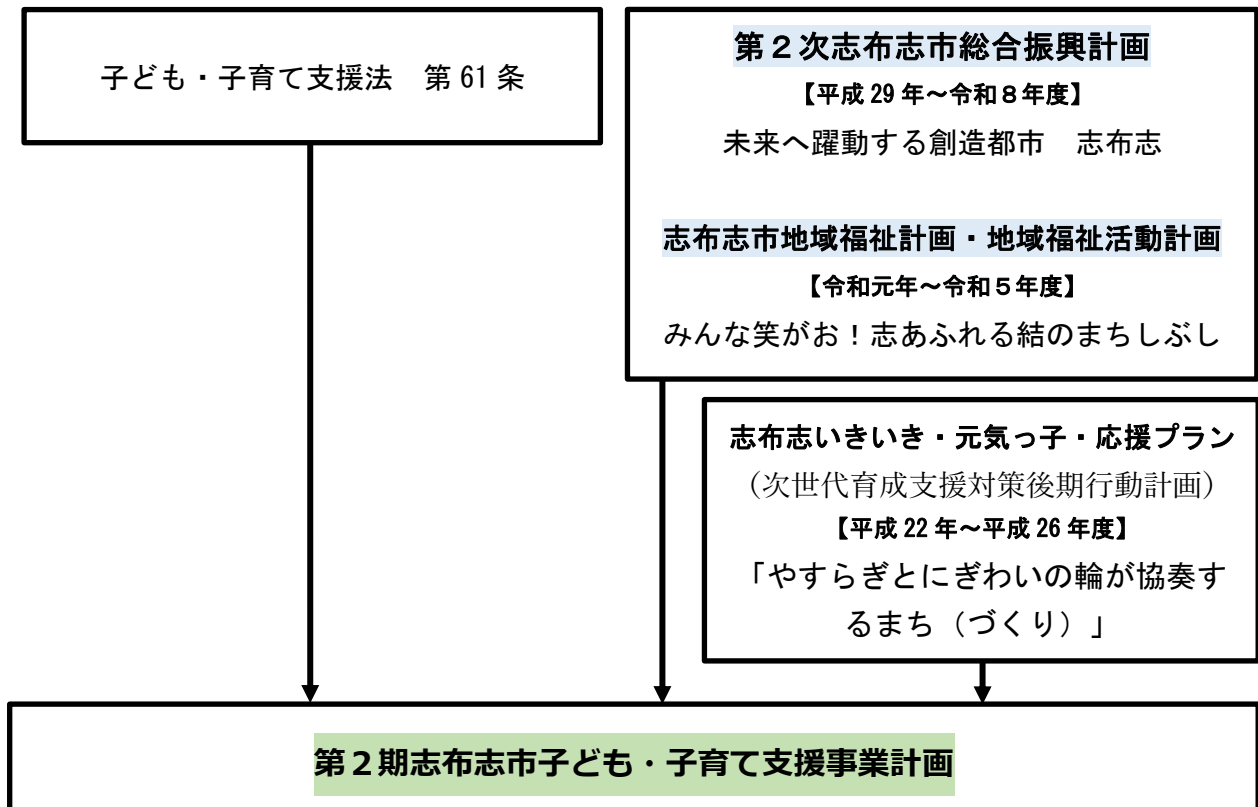 子ども・子育て支援法　第 61 条
第２次志布志市総合振興計画
【平成 29 年～令和８年度】
未来へ躍動する創造都市　志布志
志布志市地域福祉計画・地域福祉活動計画
【令和元年～令和５年度】
みんな笑がお！志あふれる結のまちしぶし
志布志いきいき・元気っ子・応援プラン
（次世代育成支援対策後期行動計画）
【平成 22 年～平成 26 年度】
「やすらぎとにぎわいの輪が協奏す
るまち（づくり）」
第２期志布志市子ども・子育て支援事業計画